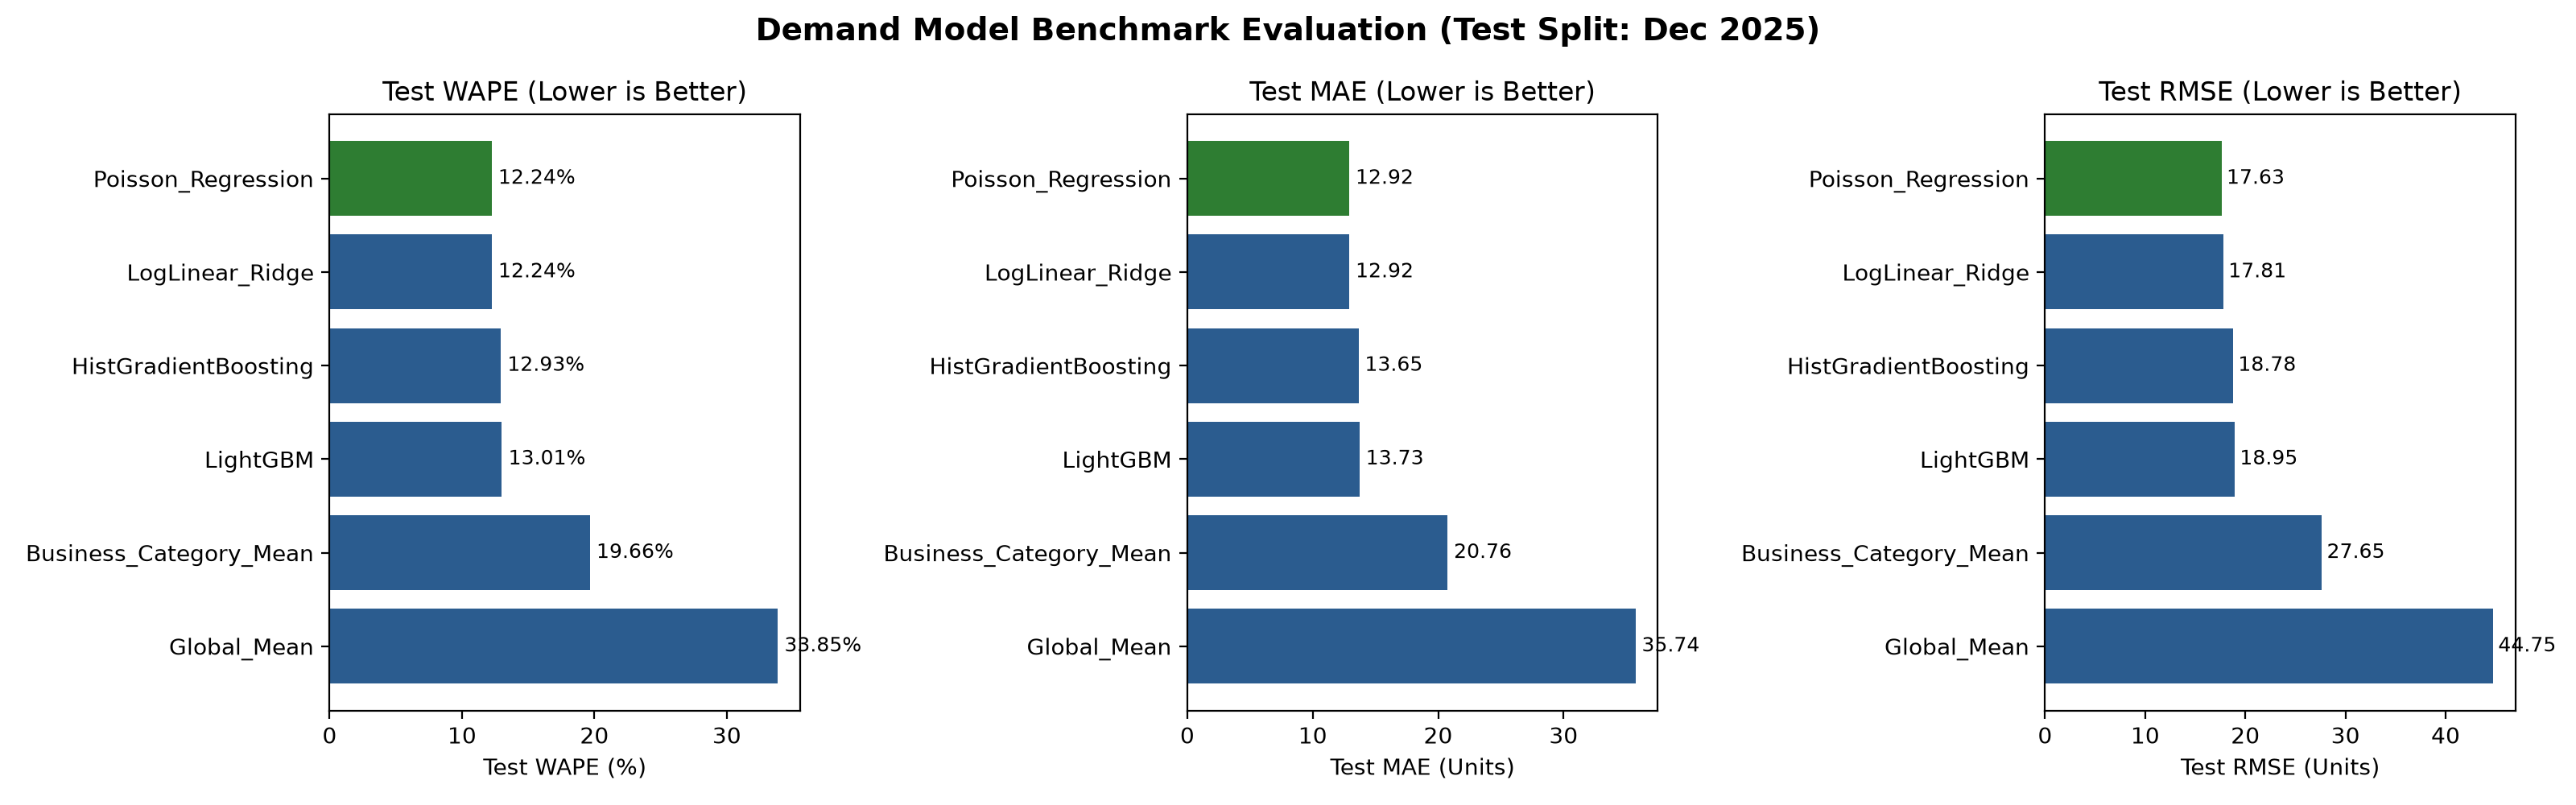 Demand Model Benchmark Evaluation (Test Split: Dec 2025)
Test WAPE (Lower is Better)
Poisson_Regression 12.24%
LogLinear_Ridge 12.24%
HistGradientBoosting 12.93%
LightGBM 13.01%
Business_Category_Mean 19.66%
Global_Mean 33.85%
0 10 20 30
Test WAPE (%)
Test MAE (Lower is Better)
Poisson_Regression 12.92
LogLinear_Ridge 12.92
HistGradientBoosting 13.65
LightGBM 13.73
Business_Category_Mean 20.76
Global_Mean 35.74
0 10 20 30
Test MAE (Units)
Test RMSE (Lower is Better)
Poisson_Regression 17.63
LogLinear_Ridge 17.81
HistGradientBoosting 18.78
LightGBM 18.95
Business_Category_Mean 27.65
Global_Mean 44.75
0 10 20 30 40
Test RMSE (Units)